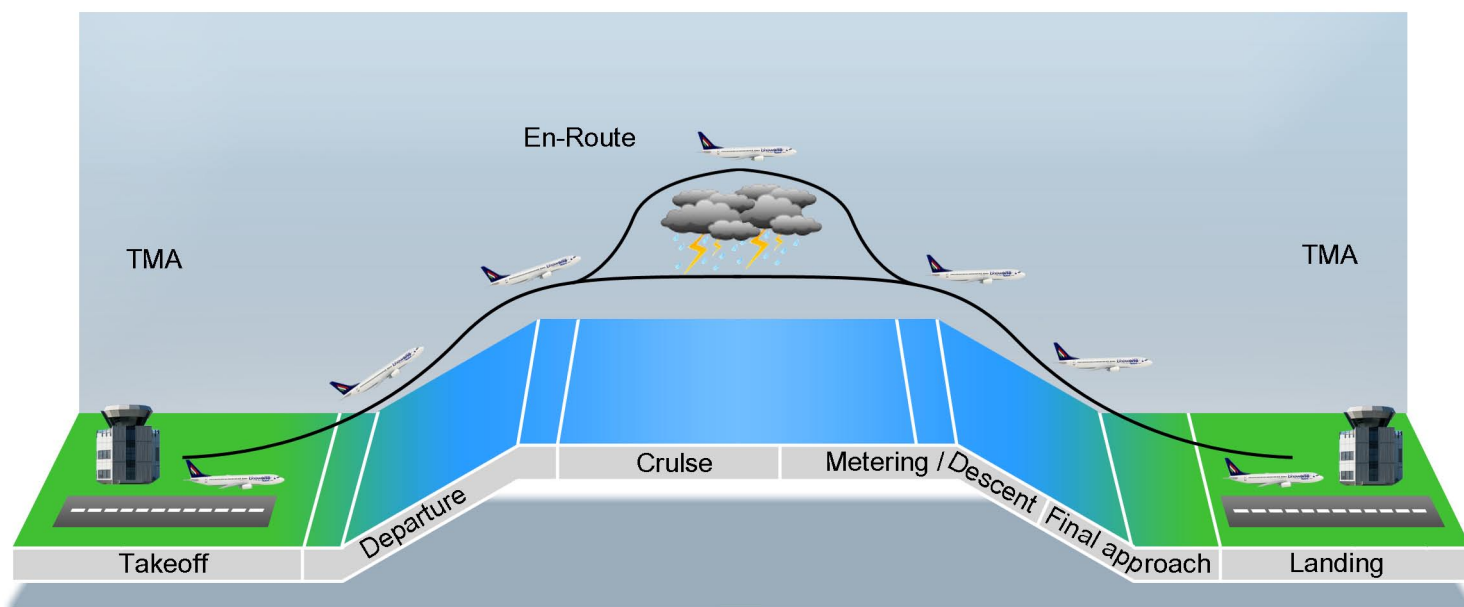 En-Route
TMA
TMA
Takeoff
Departure
Crulse
Metering / Descent
Final approach
Landing